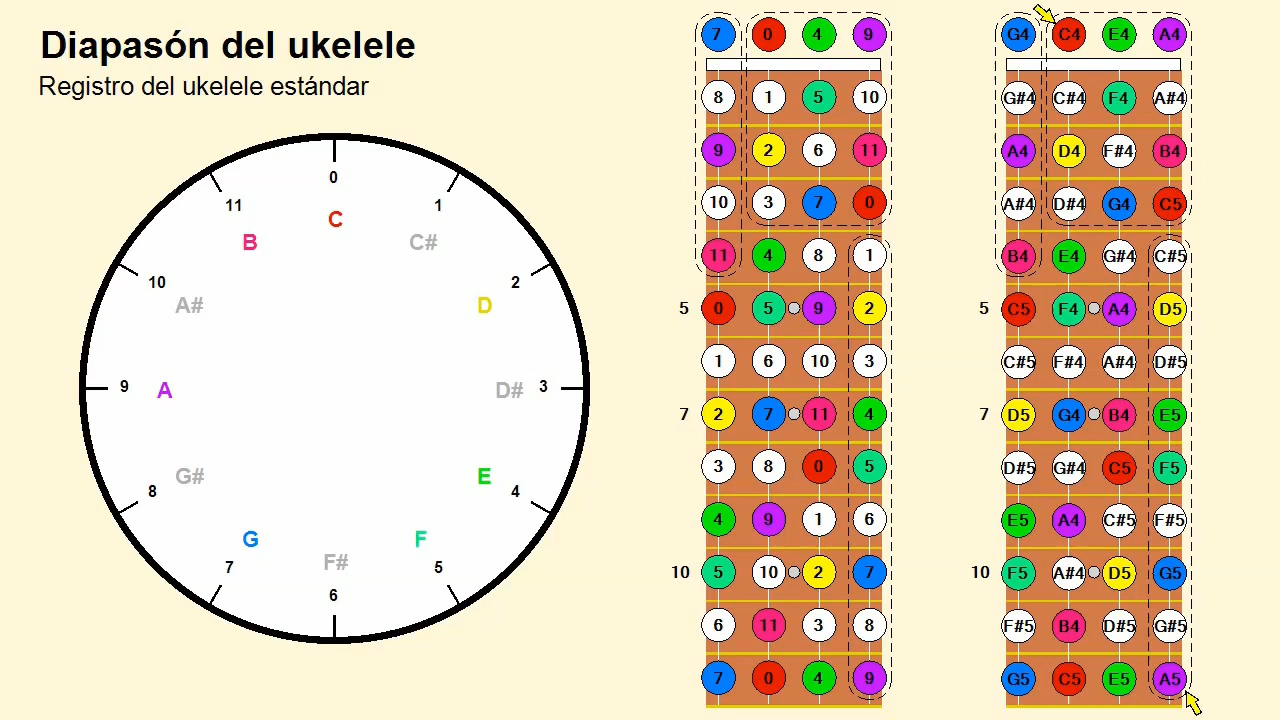 Diapasón del ukelele
Registro del ukelele estándar
0
11 1
C
B C#
10 2
A# D
9 A D# 3
G# E
8 4
G F
F#
7 5
6
7 0 4 9
8 1 5 10
9 2 6 11
10 3 7 0
11 4 8 1
5 0 5 9 2
1 6 10 3
7 2 7 11 4
3 8 0 5
4 9 1 6
10 5 10 2 7
6 11 3 8
7 0 4 9
G4 C4 E4 A4
G#4 C#4 F4 A#4
A4 D4 F#4 B4
A#4 D#4 G4 C5
B4 E4 G#4 C#5
5 C5 F4 A4 D5
C#5 F#4 A#4 D#5
7 D5 G4 B4 E5
D#5 G#4 C5 F5
E5 A4 C#5 F#5
10 F5 A#4 D5 G5
F#5 B4 D#5 G#5
G5 C5 E5 A5